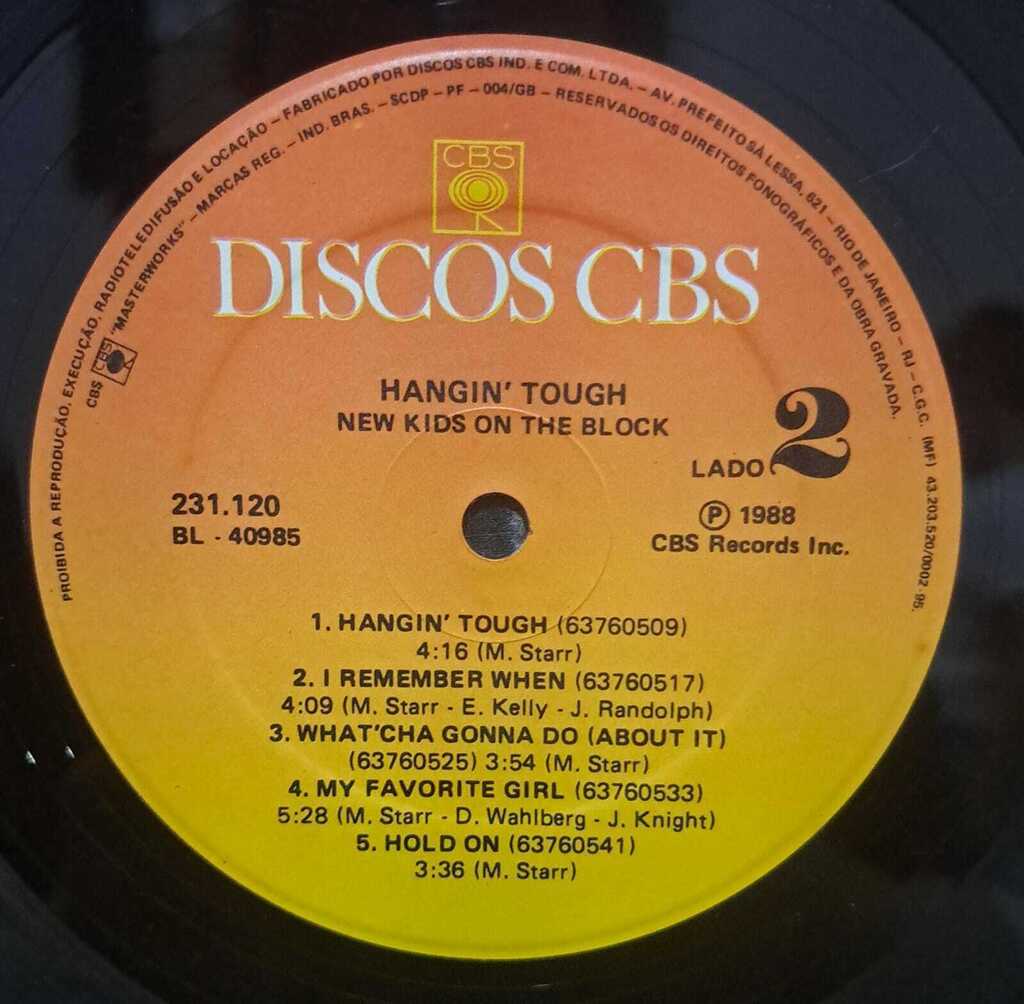 PROIBIDA A REPRODUÇÃO, EXECUÇÃO, RADIOTELEDIFUSÃO E LOCAÇÃO – FABRICADO POR DISCOS CBS IND. E COM. LTDA. – AV. PREFEITO SÁ LESSA, 621 – RIO DE JANEIRO – RJ – C.G.C. (MF) 43.203.520/0002-95.
CBS CBS "MASTERWORKS" – MARCAS REG. – IND. BRAS. – SCDP – PF – 004/GB – RESERVADOS OS DIREITOS FONOGRÁFICOS E DA OBRA GRAVADA.
CBS
DISCOS CBS
HANGIN' TOUGH
NEW KIDS ON THE BLOCK
LADO 2
231.120
BL - 40985
Ⓟ 1988
CBS Records Inc.
1. HANGIN' TOUGH (63760509)
4:16 (M. Starr)
2. I REMEMBER WHEN (63760517)
4:09 (M. Starr - E. Kelly - J. Randolph)
3. WHAT'CHA GONNA DO (ABOUT IT)
(63760525) 3:54 (M. Starr)
4. MY FAVORITE GIRL (63760533)
5:28 (M. Starr - D. Wahlberg - J. Knight)
5. HOLD ON (63760541)
3:36 (M. Starr)